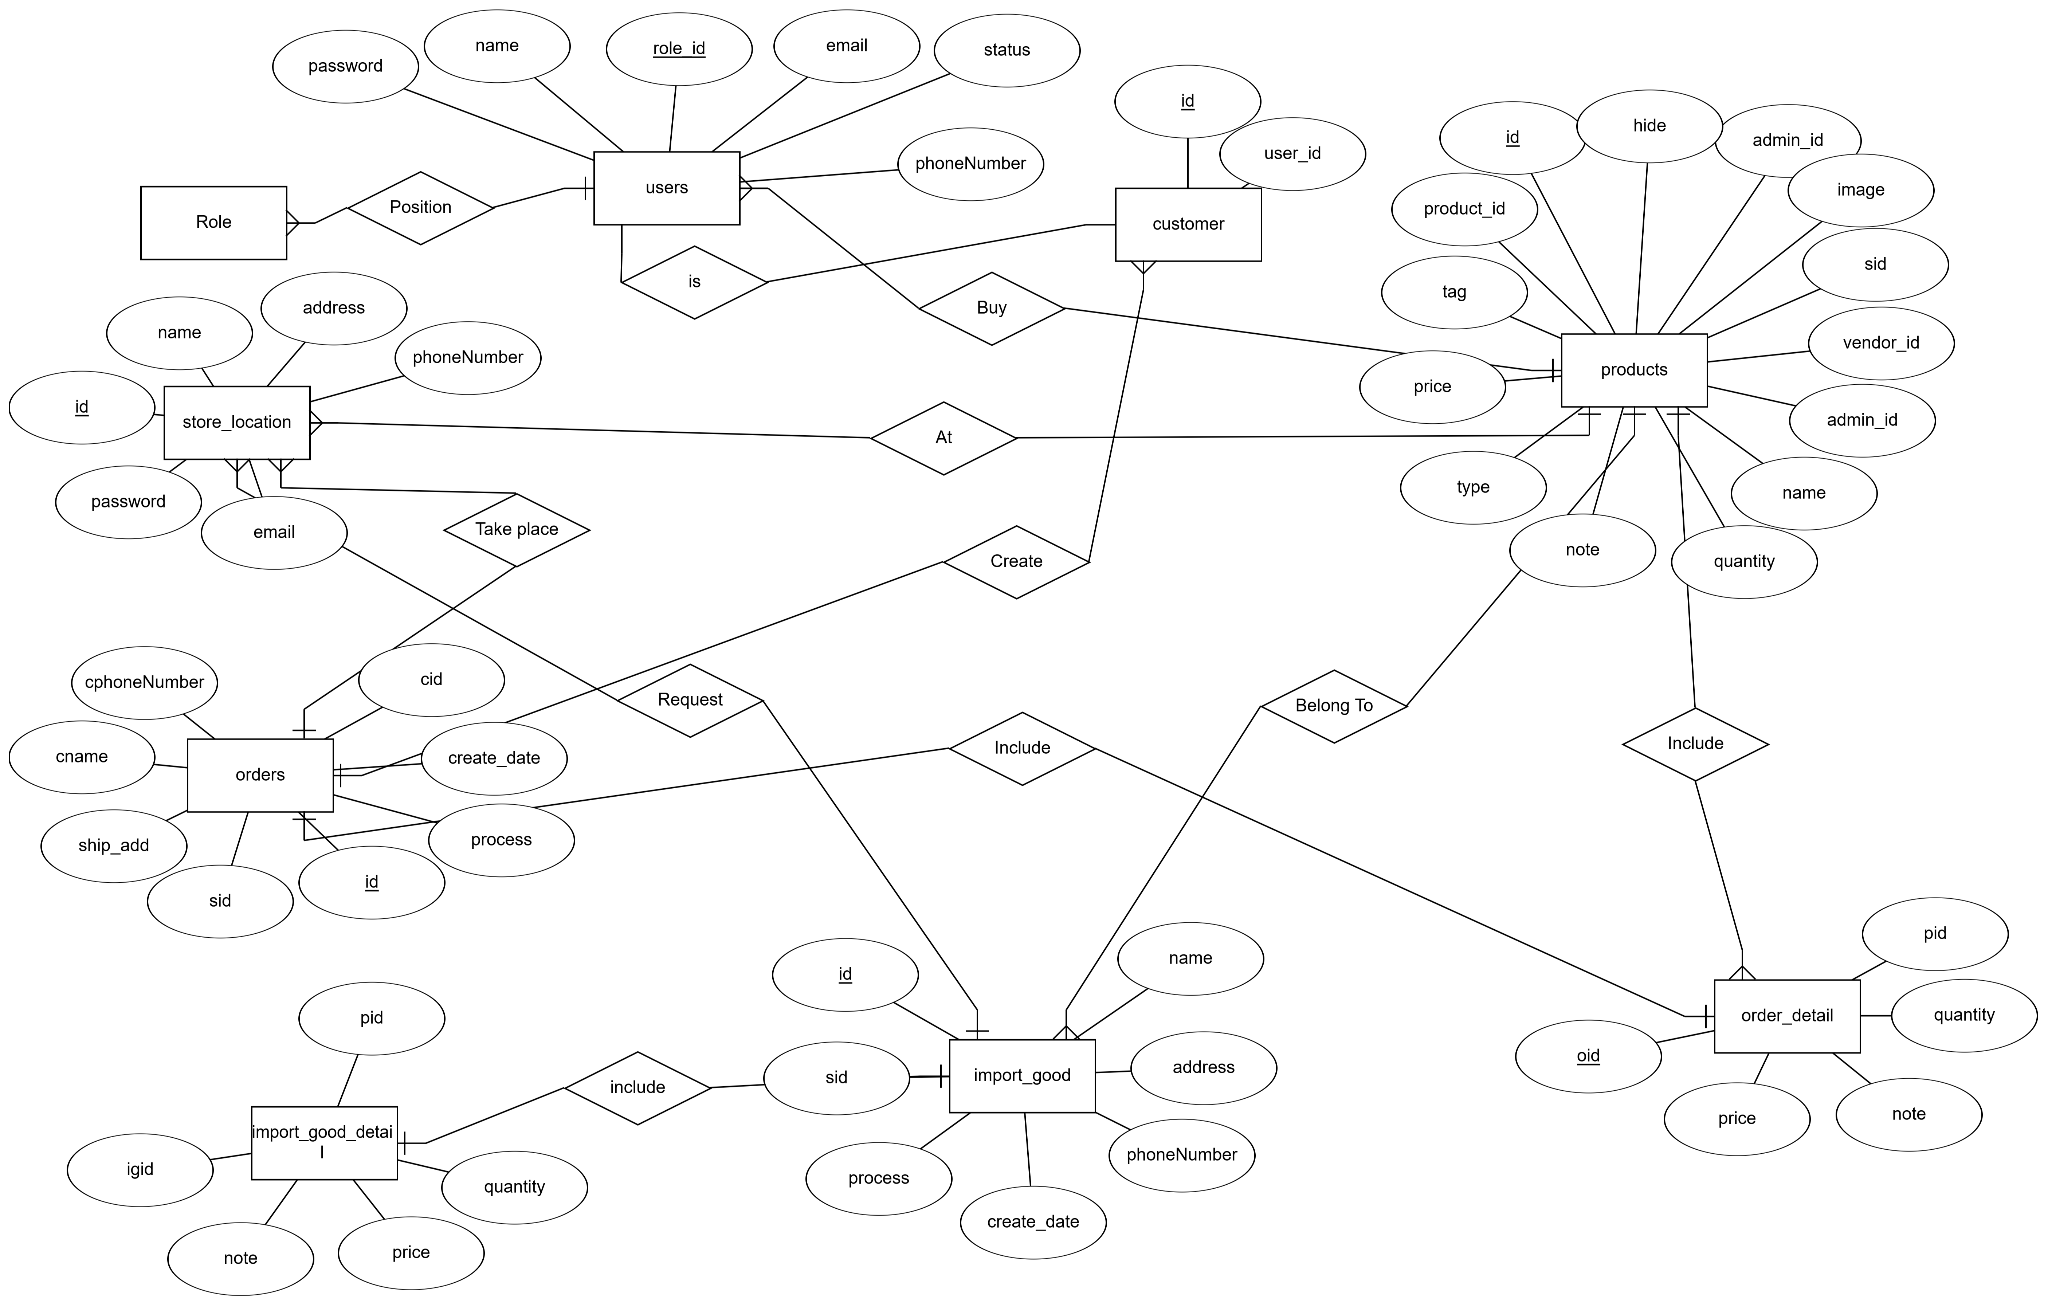 name
role_id
email
status
password
id
hide
admin_id
user_id
phoneNumber
users
image
Role
Position
product_id
customer
is
sid
tag
Buy
address
name
phoneNumber
vendor_id
products
price
id
store_location
At
admin_id
password
email
Take place
type
name
Create
note
quantity
cphoneNumber
cid
Request
Belong To
cname
create_date
orders
Include
Include
ship_add
process
sid
id
pid
id
name
order_detail
quantity
pid
oid
sid
import_good
address
include
price
note
import_good_detai
l
igid
quantity
process
phoneNumber
create_date
note
price